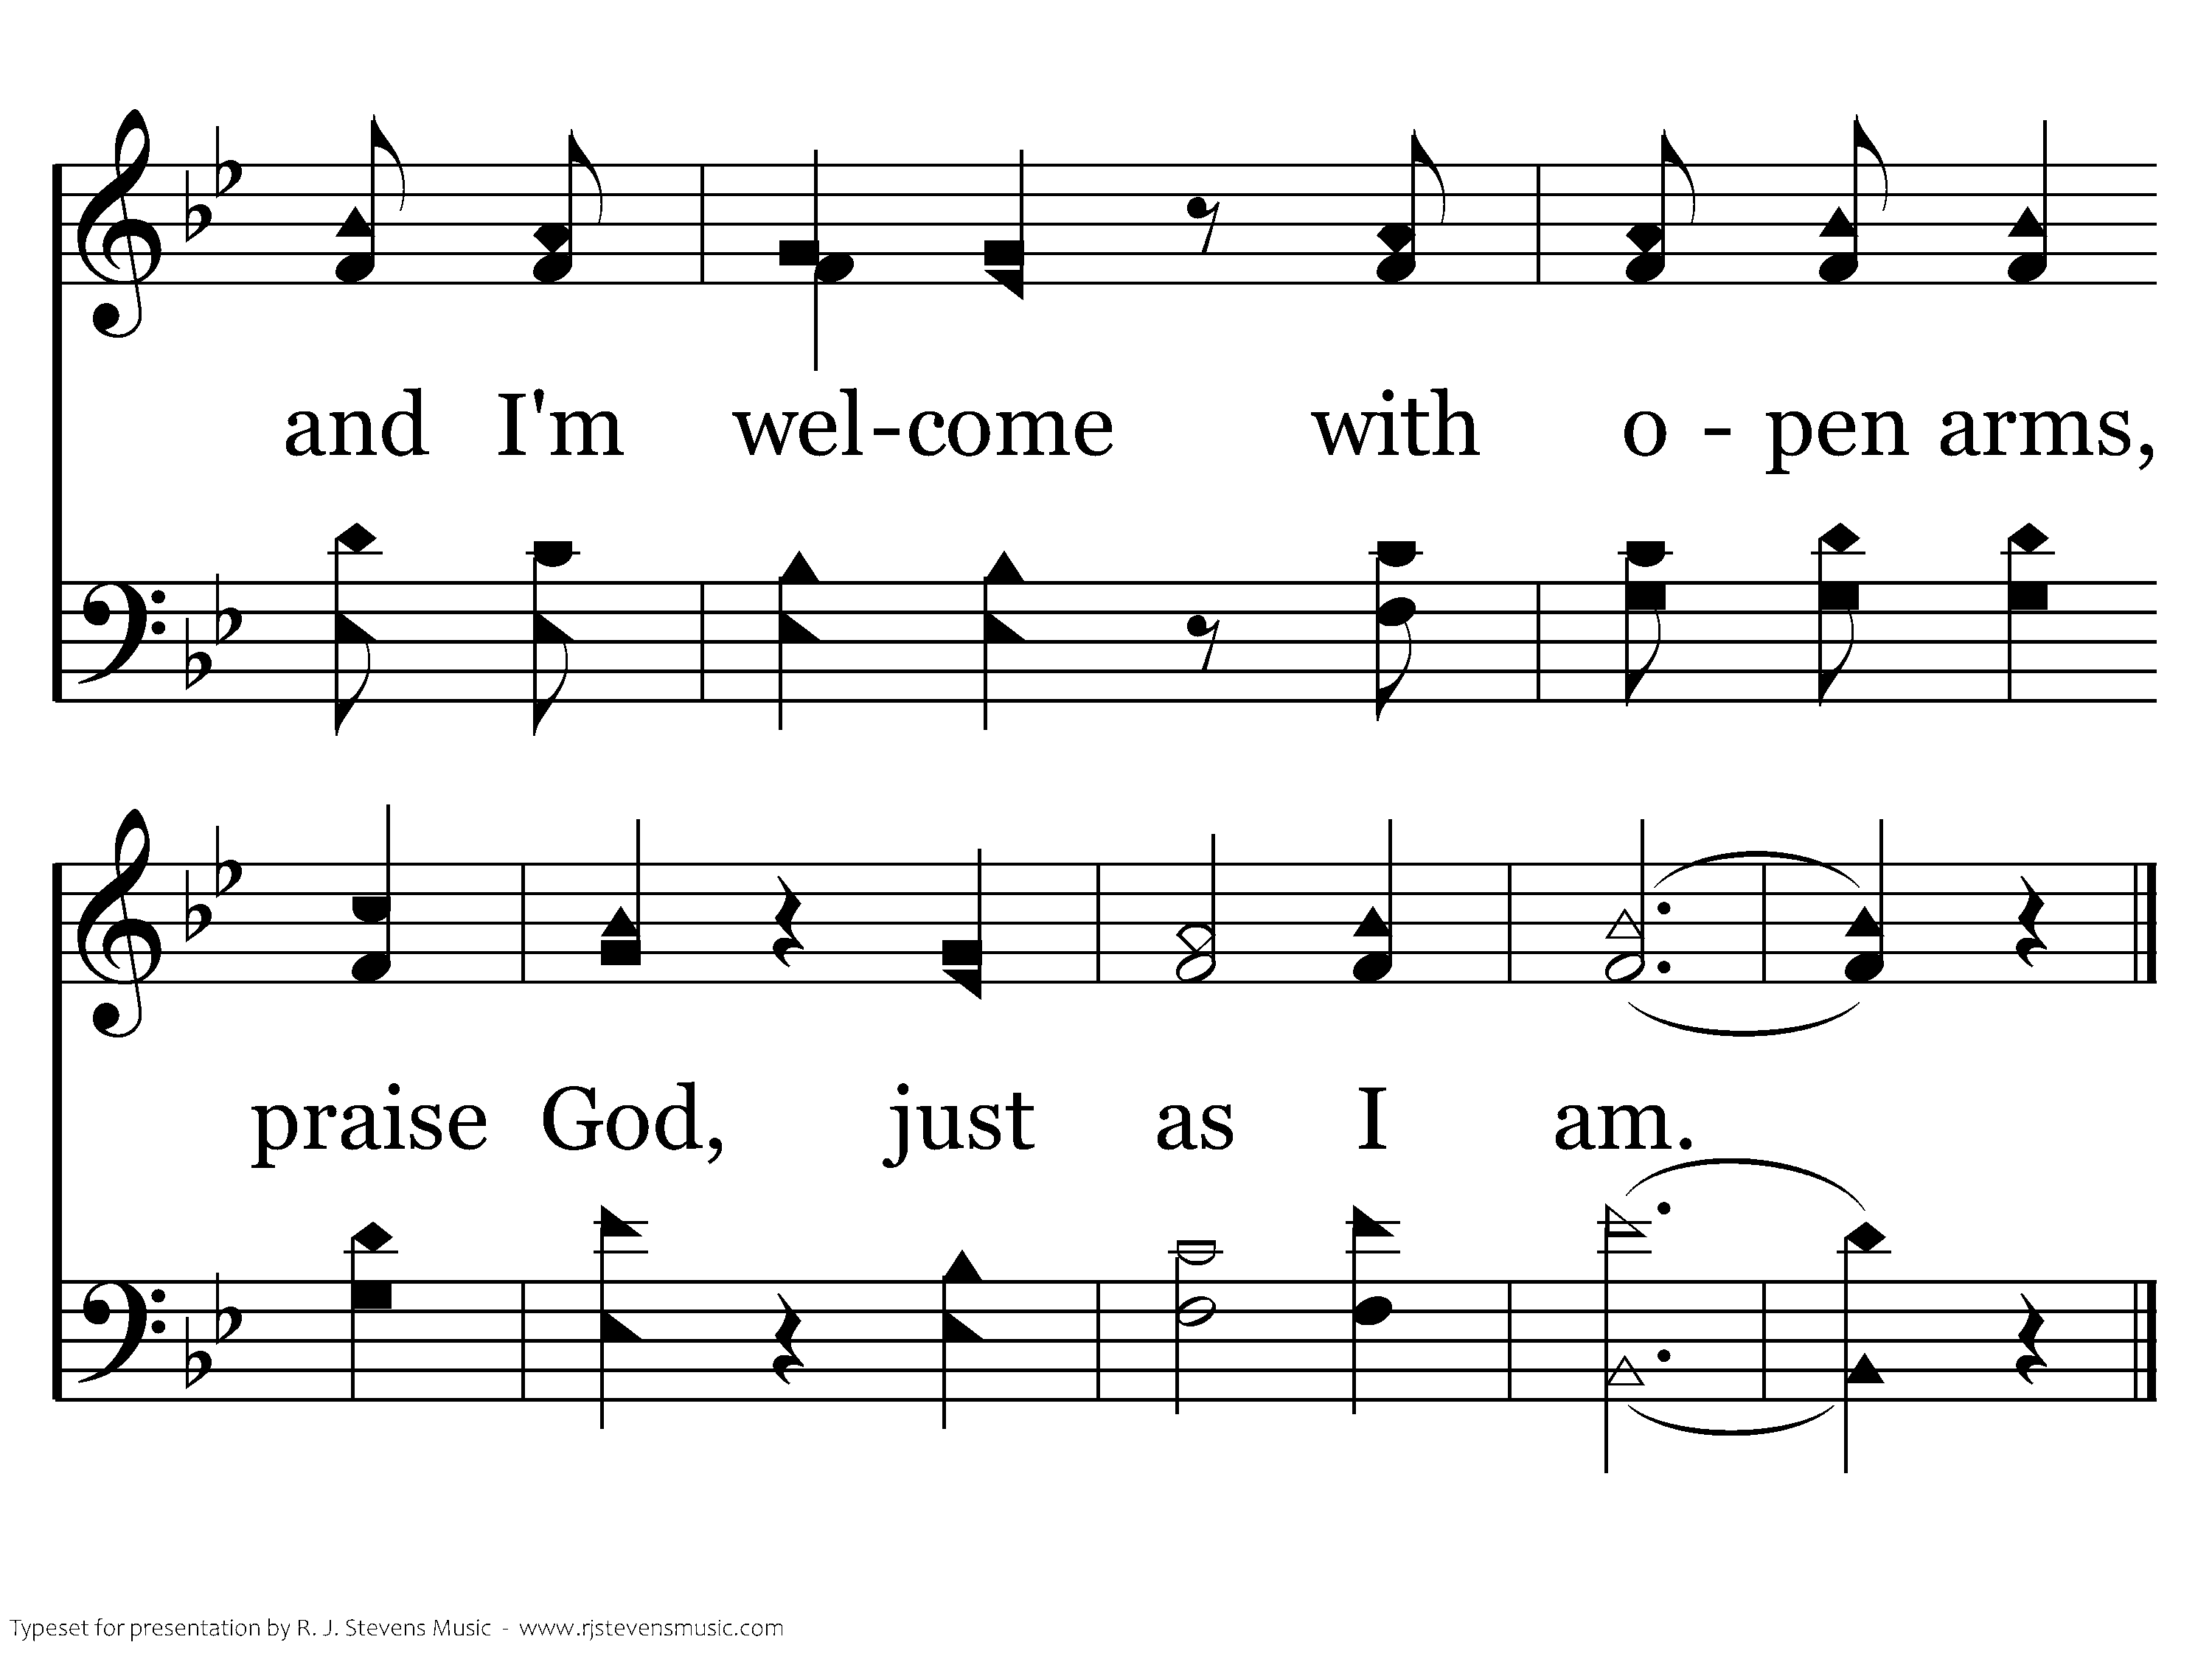 and I'm wel-come with o - pen arms,
praise God, just as I am.
Typeset for presentation by R. J. Stevens Music - www.rjstevensmusic.com